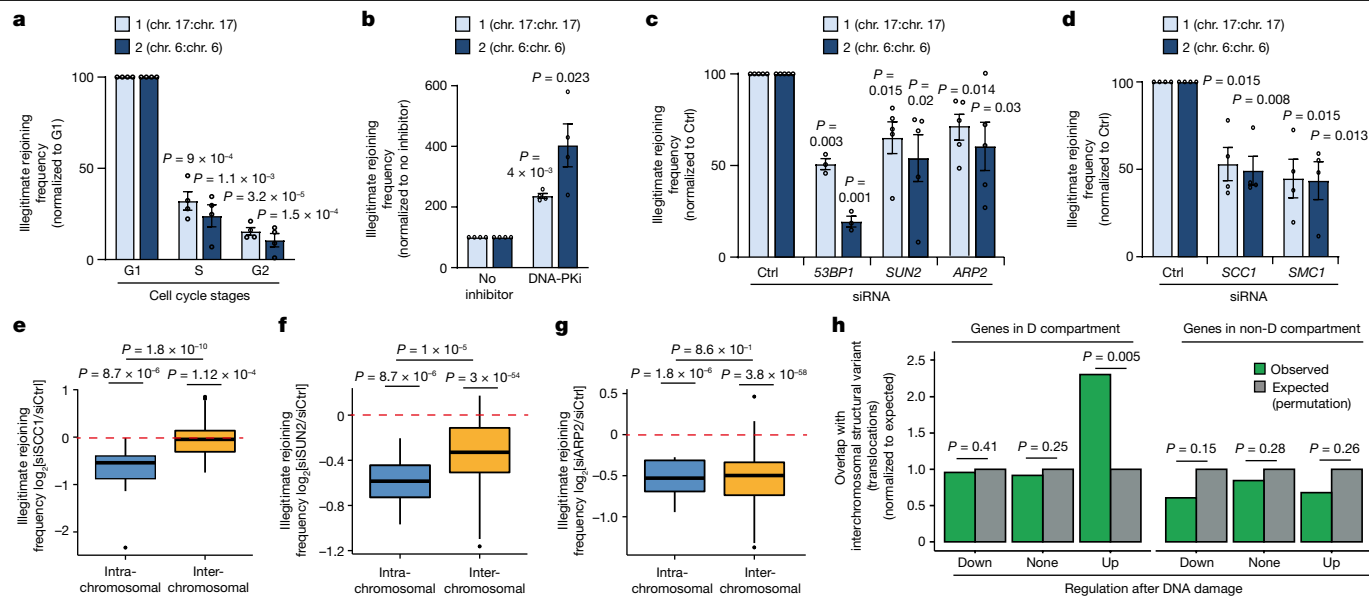 a
1 (chr. 17:chr. 17)
2 (chr. 6:chr. 6)
Illegitimate rejoining
frequency
(normalized to G1)
100
50
0
P = 9 × 10⁻⁴
P = 1.1 × 10⁻³
P = 3.2 × 10⁻⁵
P = 1.5 × 10⁻⁴
G1
S
G2
Cell cycle stages
b
1 (chr. 17:chr. 17)
2 (chr. 6:chr. 6)
Illegitimate rejoining
frequency
(normalized to no inhibitor)
600
400
200
0
P = 0.023
P =
4 × 10⁻³
No
inhibitor
DNA-PKi
c
1 (chr. 17:chr. 17)
2 (chr. 6:chr. 6)
Illegitimate rejoining
frequency
(normalized to Ctrl)
100
50
0
P =
0.003
P =
0.001
P =
0.015
P =
0.02
P = 0.014
P = 0.03
Ctrl
53BP1
SUN2
ARP2
siRNA
d
1 (chr. 17:chr. 17)
2 (chr. 6:chr. 6)
Illegitimate rejoining
frequency
(normalized to Ctrl)
100
50
0
P = 0.015
P = 0.008
P = 0.015
P = 0.013
Ctrl
SCC1
SMC1
siRNA
e
Illegitimate rejoining
frequency log₂[siSCC1/siCtrl]
P = 1.8 × 10⁻¹⁰
P = 8.7 × 10⁻⁶
P = 1.12 × 10⁻⁴
1
0
−1
−2
Intra-
chromosomal
Inter-
chromosomal
f
Illegitimate rejoining
frequency log₂[siSUN2/siCtrl]
P = 1 × 10⁻⁵
P = 8.7 × 10⁻⁶
P = 3 × 10⁻⁵⁴
0
−0.4
−0.8
−1.2
Intra-
chromosomal
Inter-
chromosomal
g
Illegitimate rejoining
frequency log₂[siARP2/siCtrl]
P = 8.6 × 10⁻¹
P = 1.8 × 10⁻⁶
P = 3.8 × 10⁻⁵⁸
0.5
0
−0.5
−1.0
Intra-
chromosomal
Inter-
chromosomal
h
Genes in D compartment
Genes in non-D compartment
Overlap with
interchromosomal structural variant
(translocations)
(normalized to expected)
2.5
2.0
1.5
1.0
0.5
0
P = 0.41
P = 0.25
P = 0.005
P = 0.15
P = 0.28
P = 0.26
Observed
Expected
(permutation)
Down
None
Up
Down
None
Up
Regulation after DNA damage